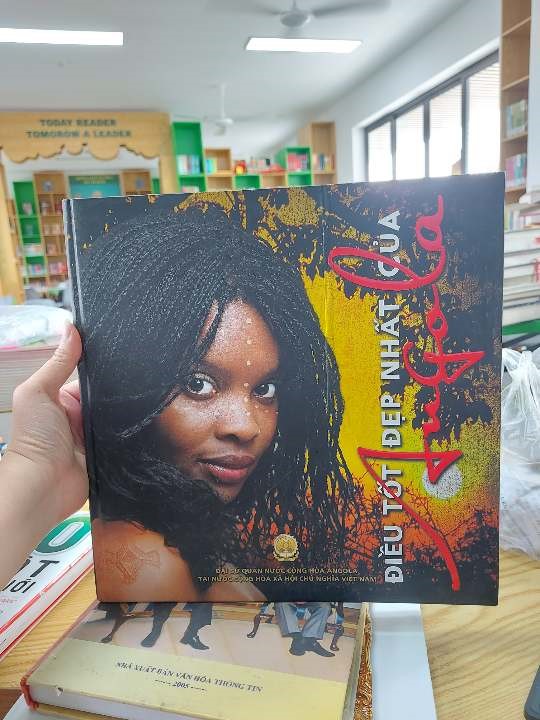 TODAY READER
TOMORROW A LEADER
ĐIỀU TỐT ĐẸP NHẤT CỦA
Angola
ĐẠI SỨ QUÁN NƯỚC CỘNG HÒA ANGOLA
TẠI NƯỚC CỘNG HÒA XÃ HỘI CHỦ NGHĨA VIỆT NAM
NHÀ XUẤT BẢN VĂN HÓA THÔNG TIN
2005